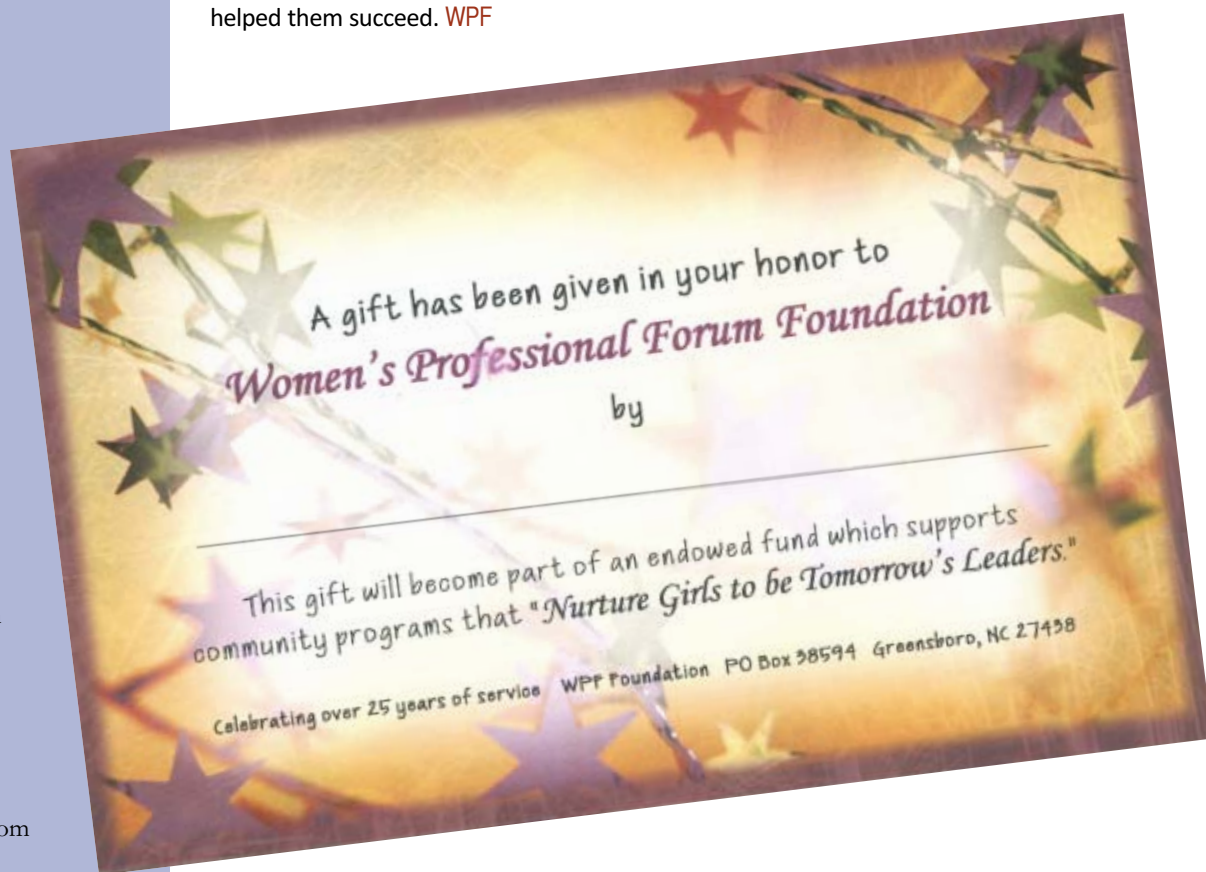 helped them succeed. WPF
A gift has been given in your honor to
Women's Professional Forum Foundation
by
This gift will become part of an endowed fund which supports
community programs that "Nurture Girls to be Tomorrow's Leaders."
Celebrating over 25 years of service WPF Foundation PO Box 38594 Greensboro, NC 27438
om